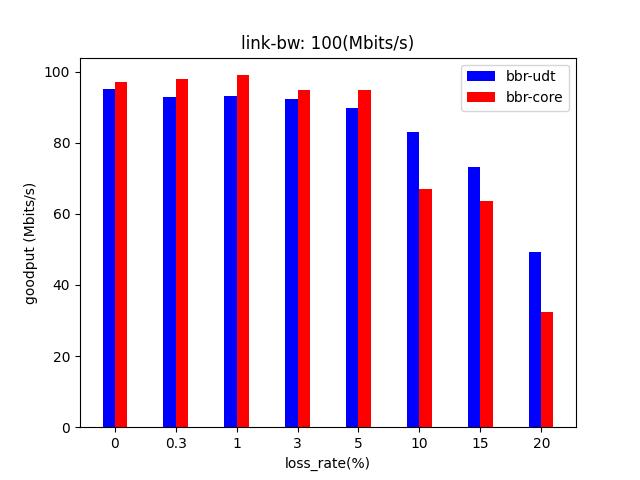 link-bw: 100(Mbits/s)
bbr-udt
bbr-core
goodput (Mbits/s)
100
80
60
40
20
0
0 0.3 1 3 5 10 15 20
loss_rate(%)